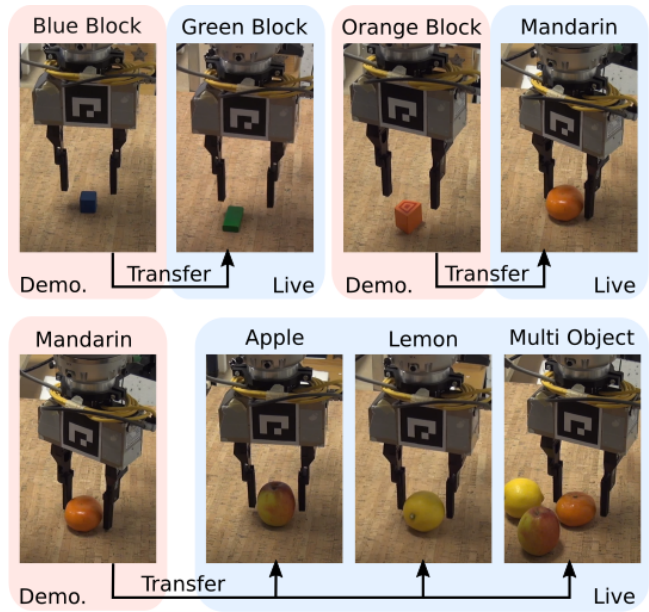 Blue Block
Green Block
Orange Block
Mandarin
Demo.
Transfer
Live
Demo.
Transfer
Live
Mandarin
Apple
Lemon
Multi Object
Demo.
Transfer
Live